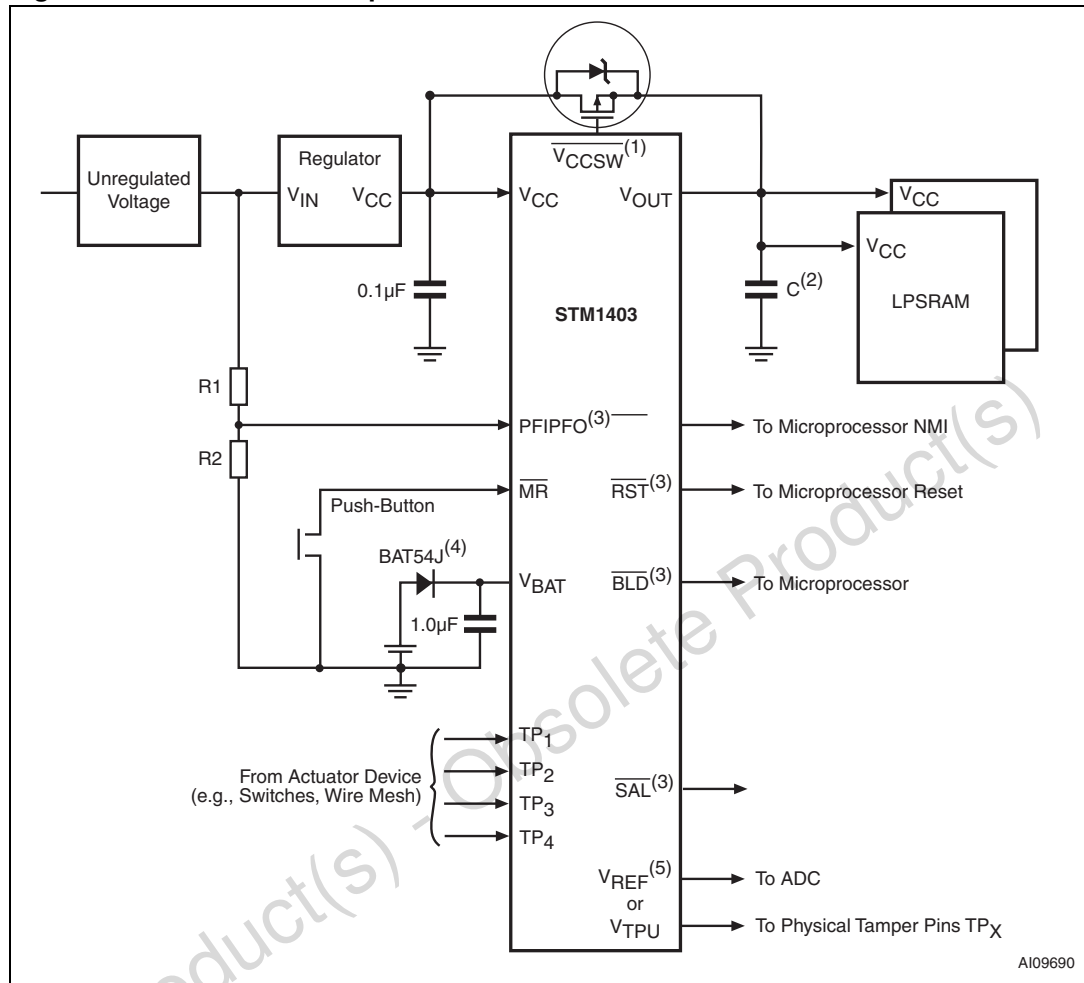 Unregulated
Voltage
Regulator
VIN VCC
VCCSW(1)
VCC VOUT
VCC
VCC
LPSRAM
0.1µF
C(2)
STM1403
R1
R2
PFIPFO(3)
To Microprocessor NMI
MR
RST(3)
To Microprocessor Reset
Push-Button
BAT54J(4)
VBAT
BLD(3)
To Microprocessor
1.0µF
TP1
TP2
TP3
TP4
From Actuator Device
(e.g., Switches, Wire Mesh)
SAL(3)
VREF(5)
or
VTPU
To ADC
To Physical Tamper Pins TPX
AI09690
oduct(s) - Obsolete Product(s)